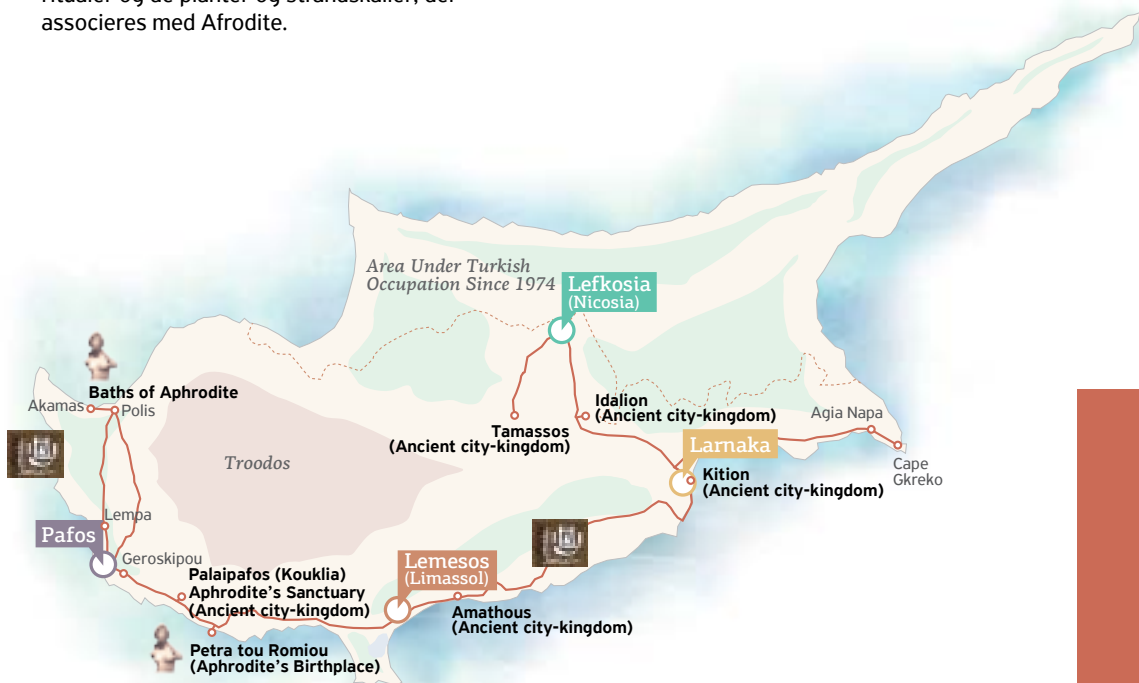 associeres med Afrodite.
Area Under Turkish
Occupation Since 1974
Lefkosia
(Nicosia)
Baths of Aphrodite
Akamas
Polis
Idalion
(Ancient city-kingdom)
Tamassos
(Ancient city-kingdom)
Agia Napa
Larnaka
Cape
Gkreko
Troodos
Kition
(Ancient city-kingdom)
Lempa
Pafos
Geroskipou
Lemesos
(Limassol)
Palaipafos (Kouklia)
Aphrodite's Sanctuary
(Ancient city-kingdom)
Amathous
(Ancient city-kingdom)
Petra tou Romiou
(Aphrodite's Birthplace)